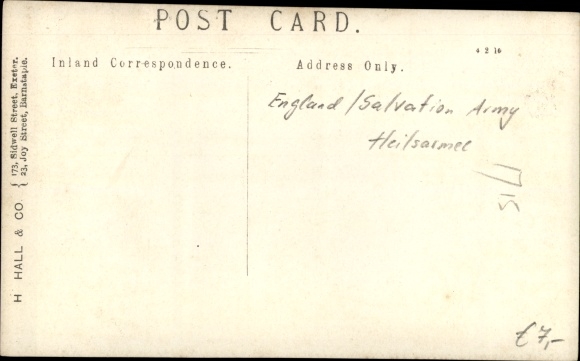 POST CARD.
4 2 16
Inland Correspondence.
Address Only.
England / Salvation Army
Heilsarmee
H HALL & CO. { 173, Sidwell Street, Exeter.
23, Joy Street, Barnstaple.
€7,-